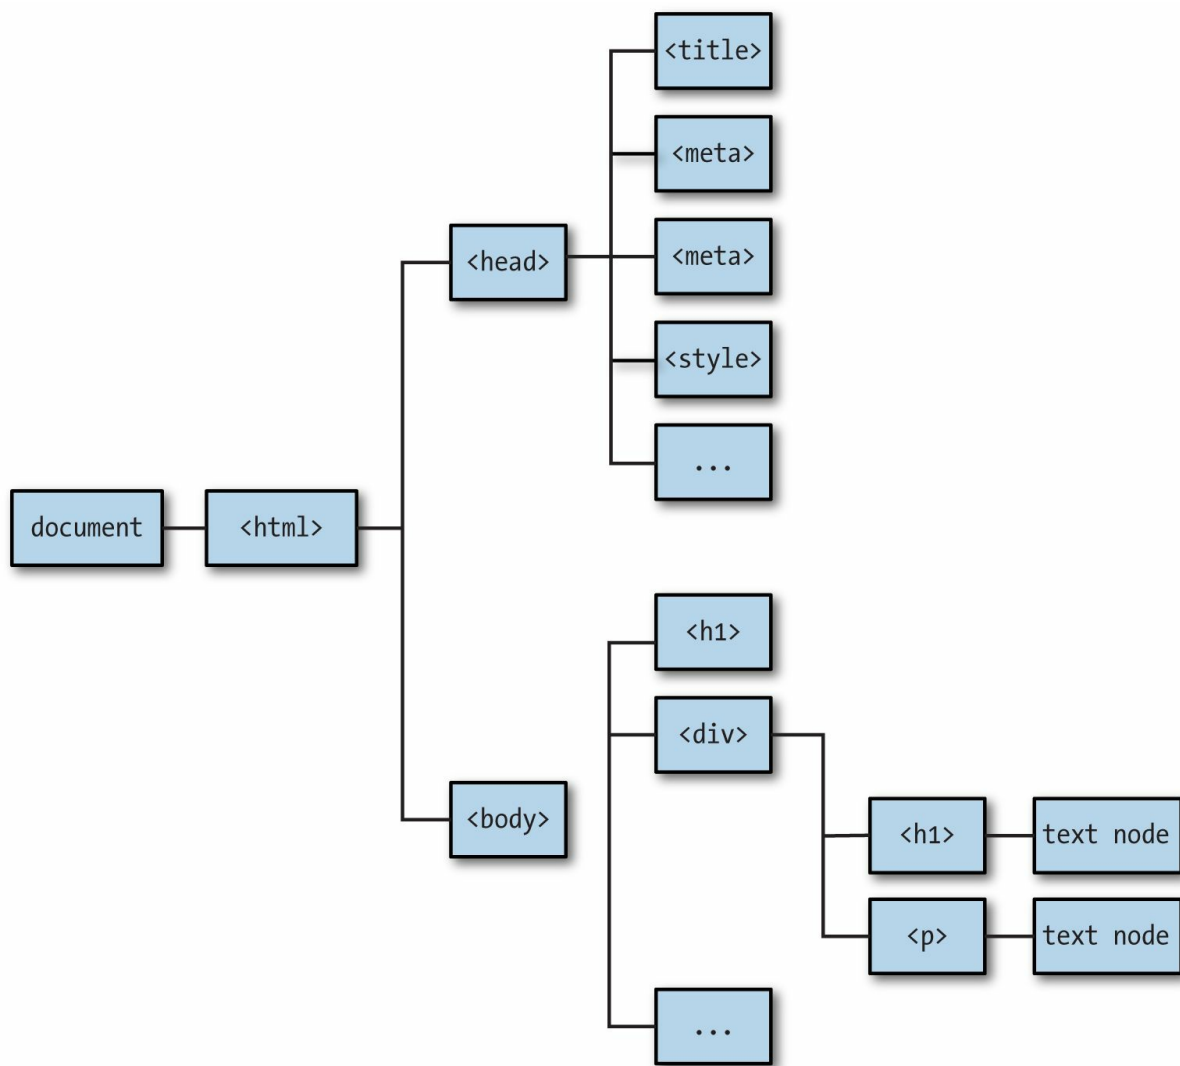 <title>
<meta>
<head>
<meta>
<style>
...
document
<html>
<h1>
<div>
<body>
<h1>
text node
<p>
text node
...